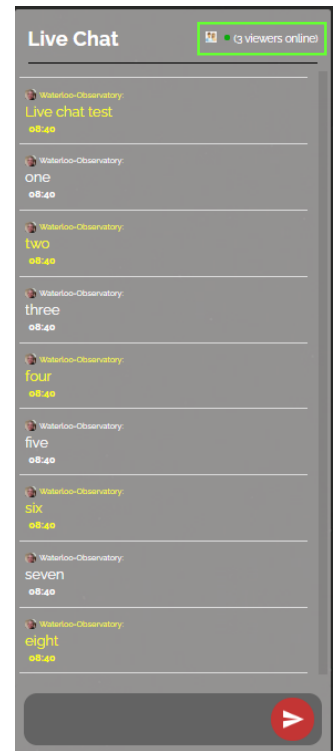 Live Chat
(3 viewers online)
Waterloo-Observatory:
Live chat test
08:40
Waterloo-Observatory:
one
08:40
Waterloo-Observatory:
two
08:40
Waterloo-Observatory:
three
08:40
Waterloo-Observatory:
four
08:40
Waterloo-Observatory:
five
08:40
Waterloo-Observatory:
six
08:40
Waterloo-Observatory:
seven
08:40
Waterloo-Observatory:
eight
08:40